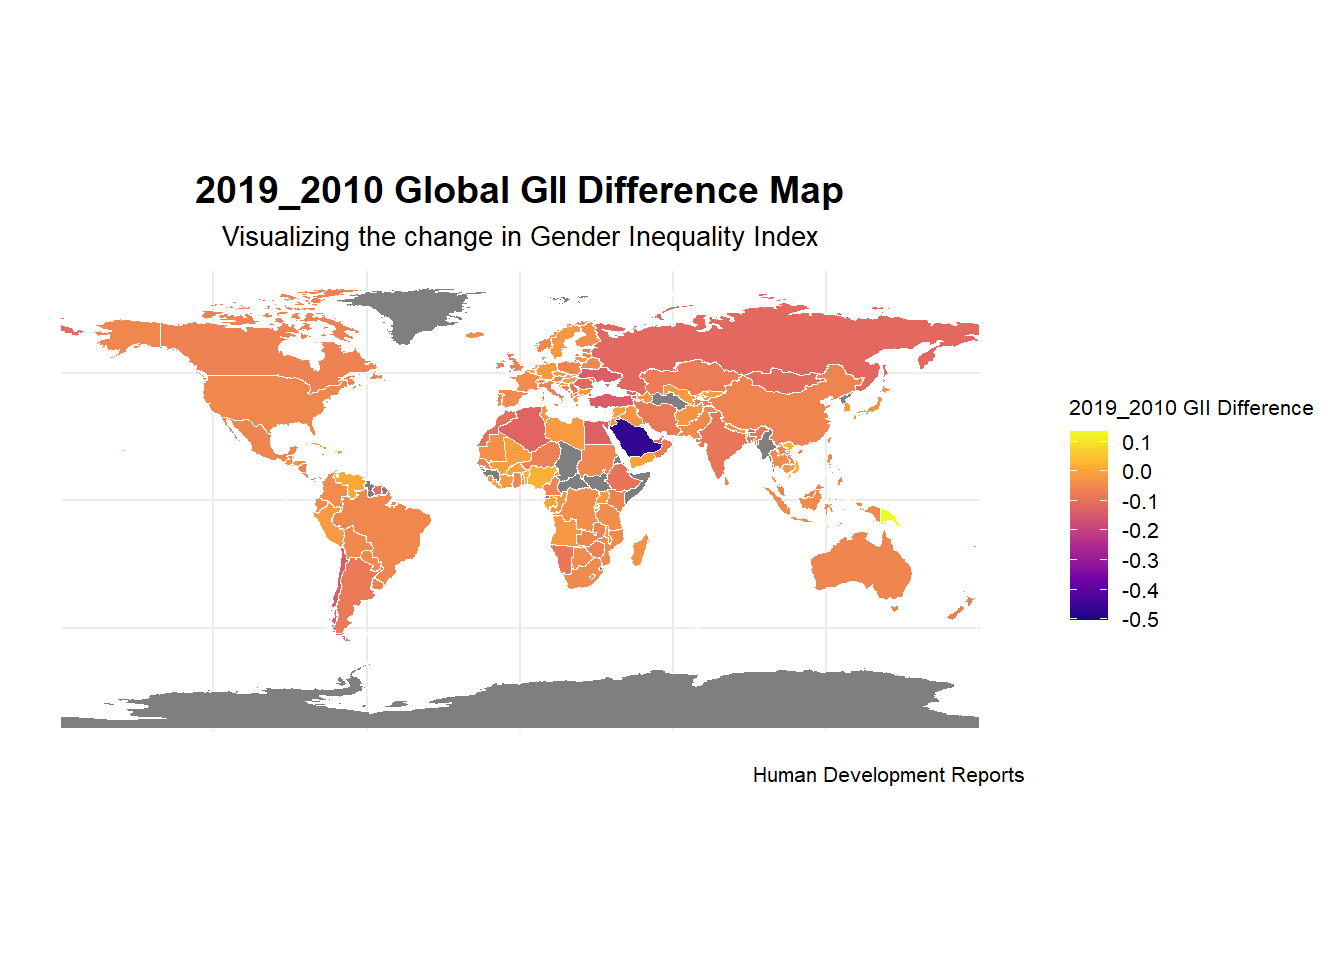 2019_2010 Global GII Difference Map
Visualizing the change in Gender Inequality Index
2019_2010 GII Difference
0.1
0.0
-0.1
-0.2
-0.3
-0.4
-0.5
Human Development Reports